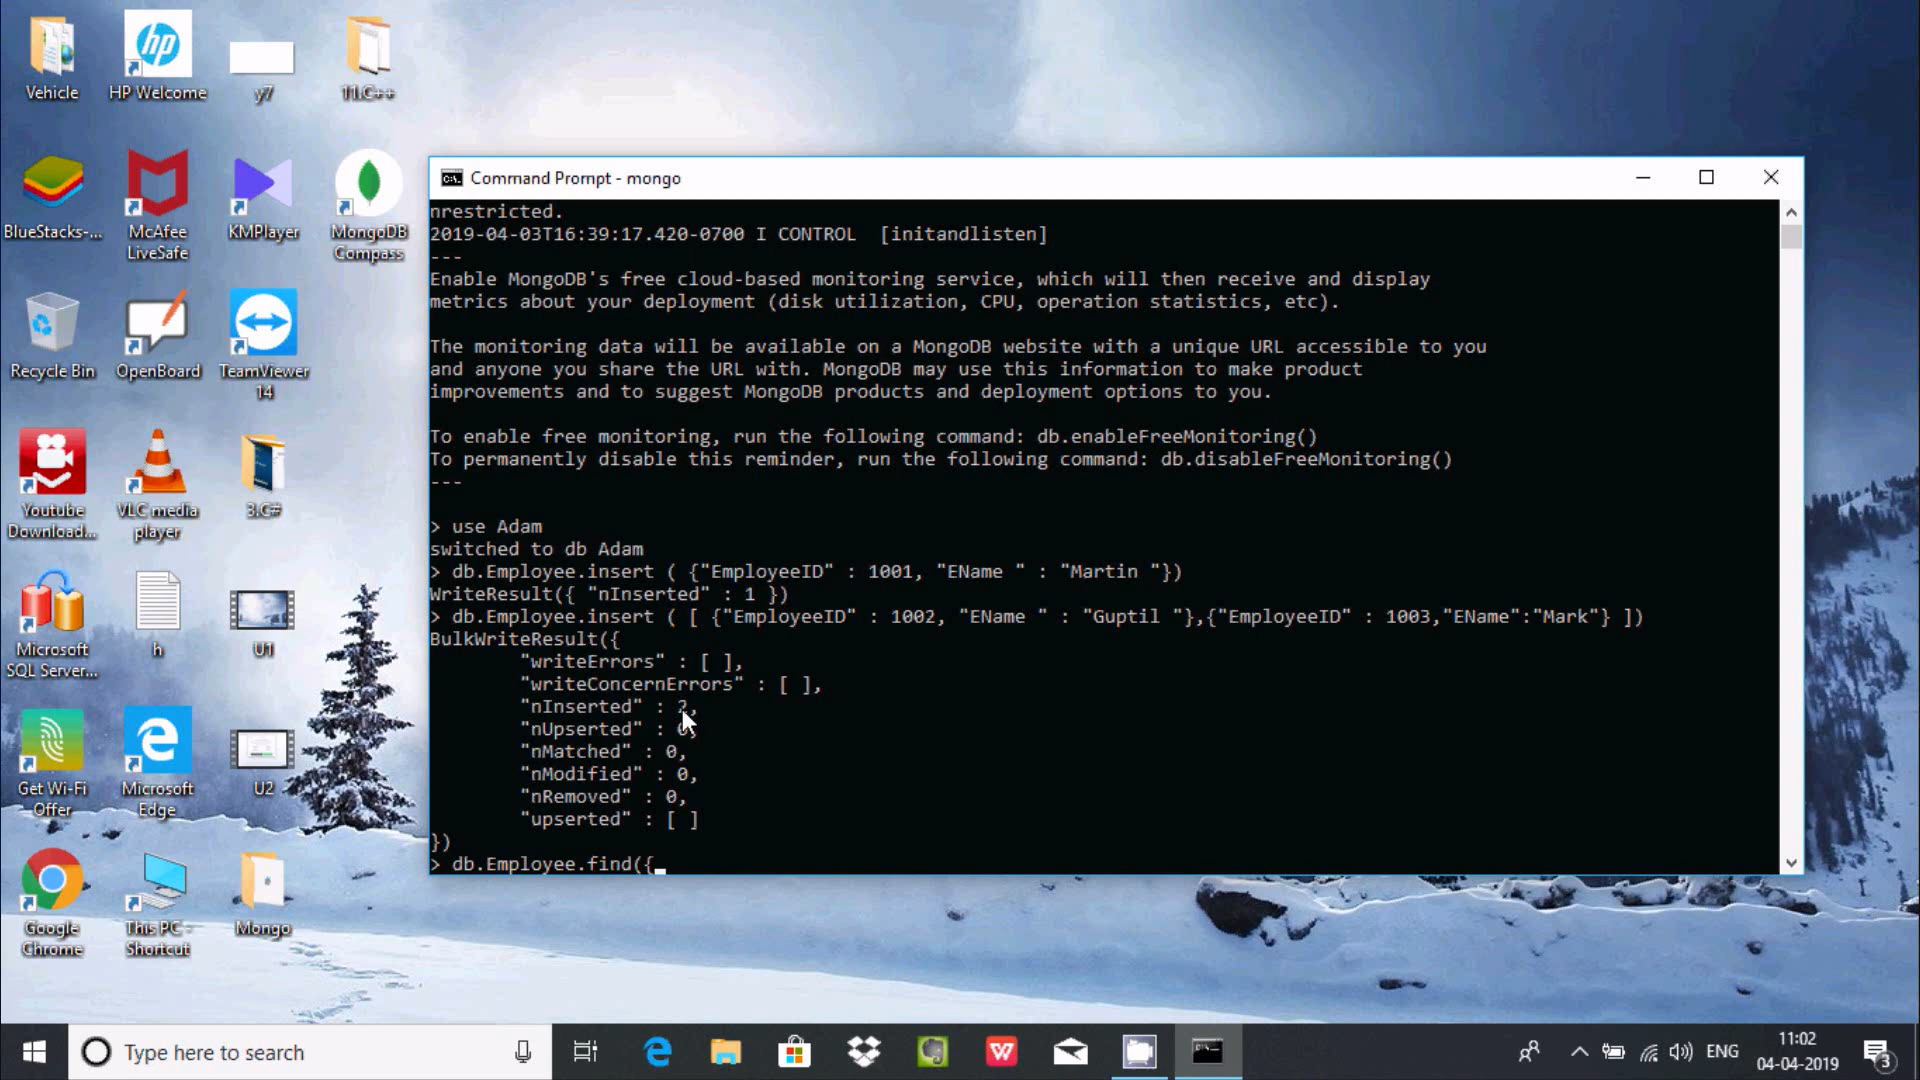 Vehicle
HP Welcome
y7
11.C++
BlueStacks-...
McAfee
LiveSafe
KMPlayer
MongoDB
Compass
Recycle Bin
OpenBoard
TeamViewer
14
Youtube
Download...
VLC media
player
3.C#
Microsoft
SQL Server...
h
U1
Get Wi-Fi
Offer
Microsoft
Edge
U2
Google
Chrome
This PC -
Shortcut
Mongo
Command Prompt - mongo
nrestricted.
2019-04-03T16:39:17.420-0700 I CONTROL  [initandlisten]
---
Enable MongoDB's free cloud-based monitoring service, which will then receive and display
metrics about your deployment (disk utilization, CPU, operation statistics, etc).
The monitoring data will be available on a MongoDB website with a unique URL accessible to you
and anyone you share the URL with. MongoDB may use this information to make product
improvements and to suggest MongoDB products and deployment options to you.
To enable free monitoring, run the following command: db.enableFreeMonitoring()
To permanently disable this reminder, run the following command: db.disableFreeMonitoring()
---
> use Adam
switched to db Adam
> db.Employee.insert ( {"EmployeeID" : 1001, "EName " : "Martin "})
WriteResult({ "nInserted" : 1 })
> db.Employee.insert ( [ {"EmployeeID" : 1002, "EName " : "Guptil "},{"EmployeeID" : 1003,"EName":"Mark"} ])
BulkWriteResult({
"writeErrors" : [ ],
"writeConcernErrors" : [ ],
"nInserted" : 2,
"nUpserted" : 0,
"nMatched" : 0,
"nModified" : 0,
"nRemoved" : 0,
"upserted" : [ ]
})
> db.Employee.find({
Type here to search
ENG
11:02
04-04-2019
3